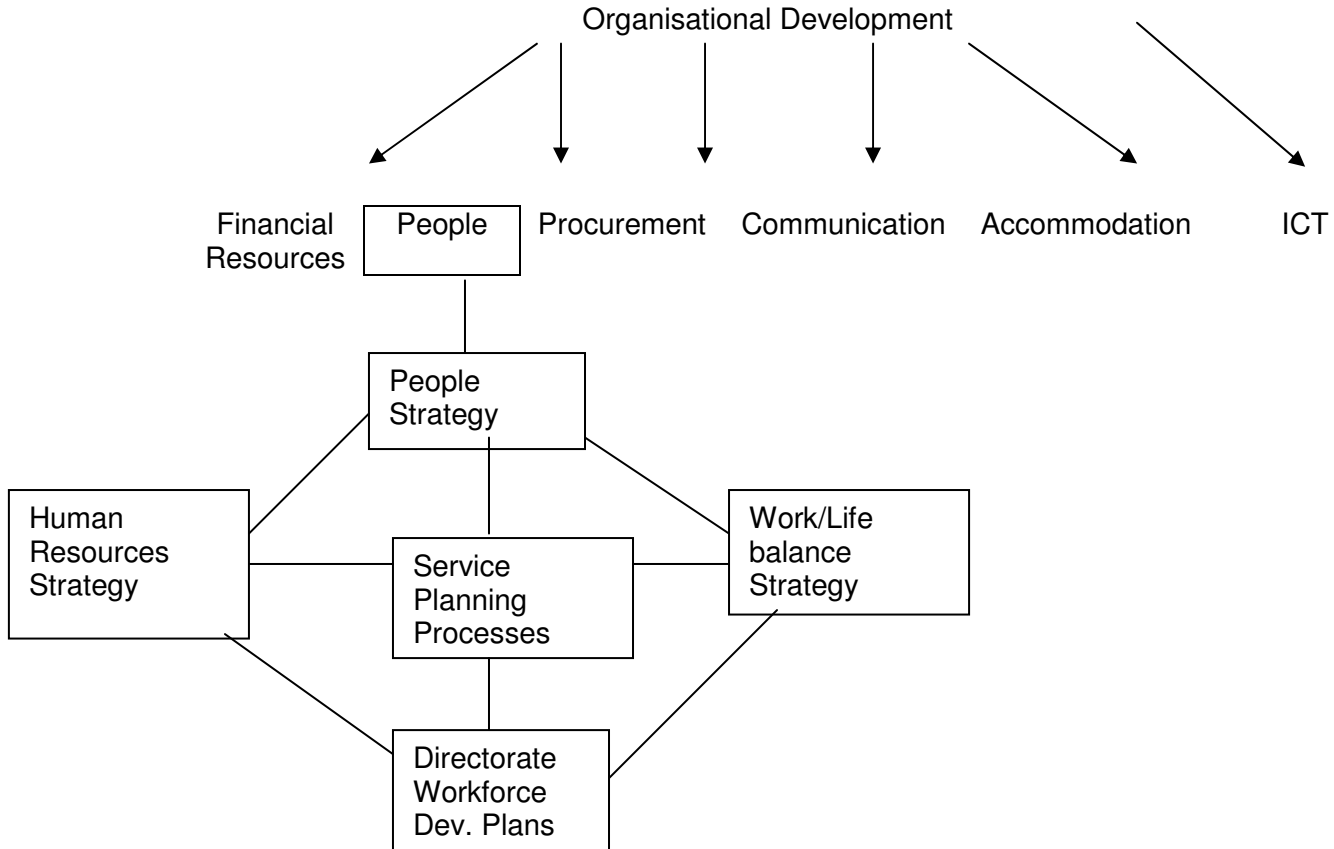 Organisational Development
Financial
Resources
People
Procurement
Communication
Accommodation
ICT
People
Strategy
Human
Resources
Strategy
Service
Planning
Processes
Work/Life
balance
Strategy
Directorate
Workforce
Dev. Plans